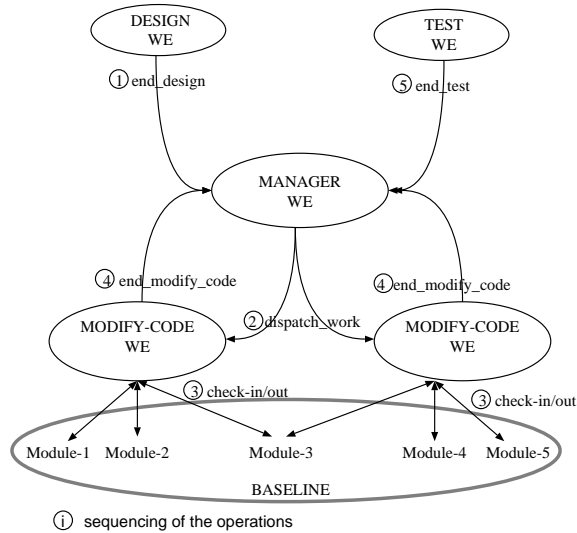 DESIGN
WE
TEST
WE
① end_design
⑤ end_test
MANAGER
WE
④ end_modify_code
④ end_modify_code
② dispatch_work
MODIFY-CODE
WE
MODIFY-CODE
WE
③ check-in/out
③ check-in/out
Module-1
Module-2
Module-3
Module-4
Module-5
BASELINE
ⓘ sequencing of the operations